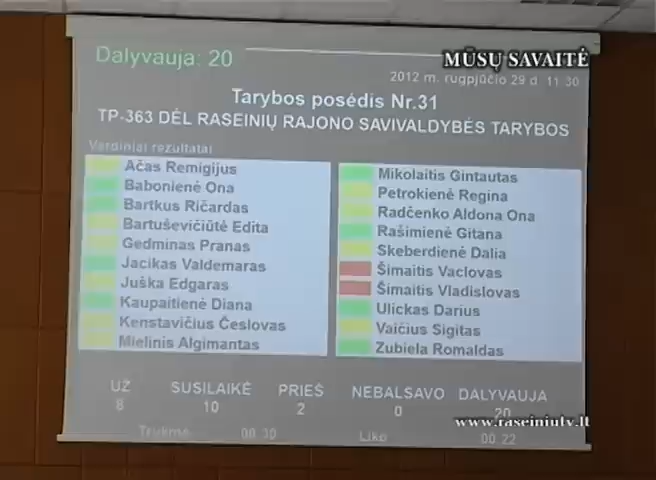 Dalyvauja: 20
MŪSŲ SAVAITĖ
2012 m. rugpjūčio 29 d. 11:30
Tarybos posėdis Nr.31
TP-363 DĖL RASEINIŲ RAJONO SAVIVALDYBĖS TARYBOS
Vardiniai rezultatai
Ačas Remigijus
Babonienė Ona
Bartkus Ričardas
Bartuševičiūtė Edita
Gedminas Pranas
Jacikas Valdemaras
Juška Edgaras
Kaupaitienė Diana
Kenstavičius Česlovas
Mielinis Algimantas
Mikolaitis Gintautas
Petrokienė Regina
Radčenko Aldona Ona
Rašimienė Gitana
Skeberdienė Dalia
Šimaitis Vaclovas
Šimaitis Vladislovas
Ulickas Darius
Vaičius Sigitas
Zubiela Romaldas
UŽ SUSILAIKĖ PRIEŠ NEBALSAVO DALYVAUJA
8 10 2 0 20
www.raseiniutv.lt
Trukmė 00:30 Liko 00:22